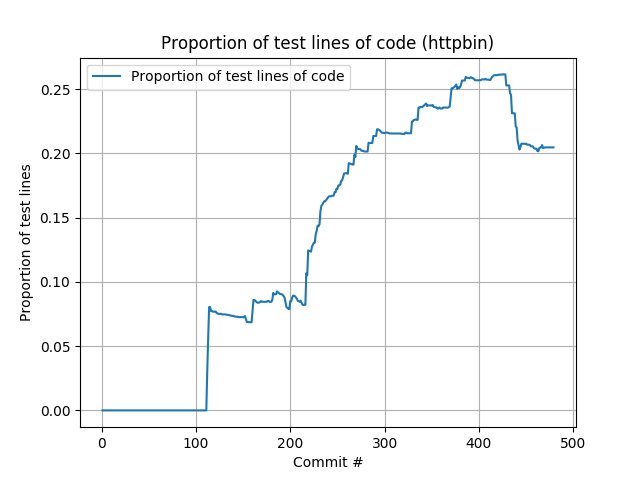 Proportion of test lines of code (httpbin)
Proportion of test lines of code
Proportion of test lines
0.25
0.20
0.15
0.10
0.05
0.00
0 100 200 300 400 500
Commit #